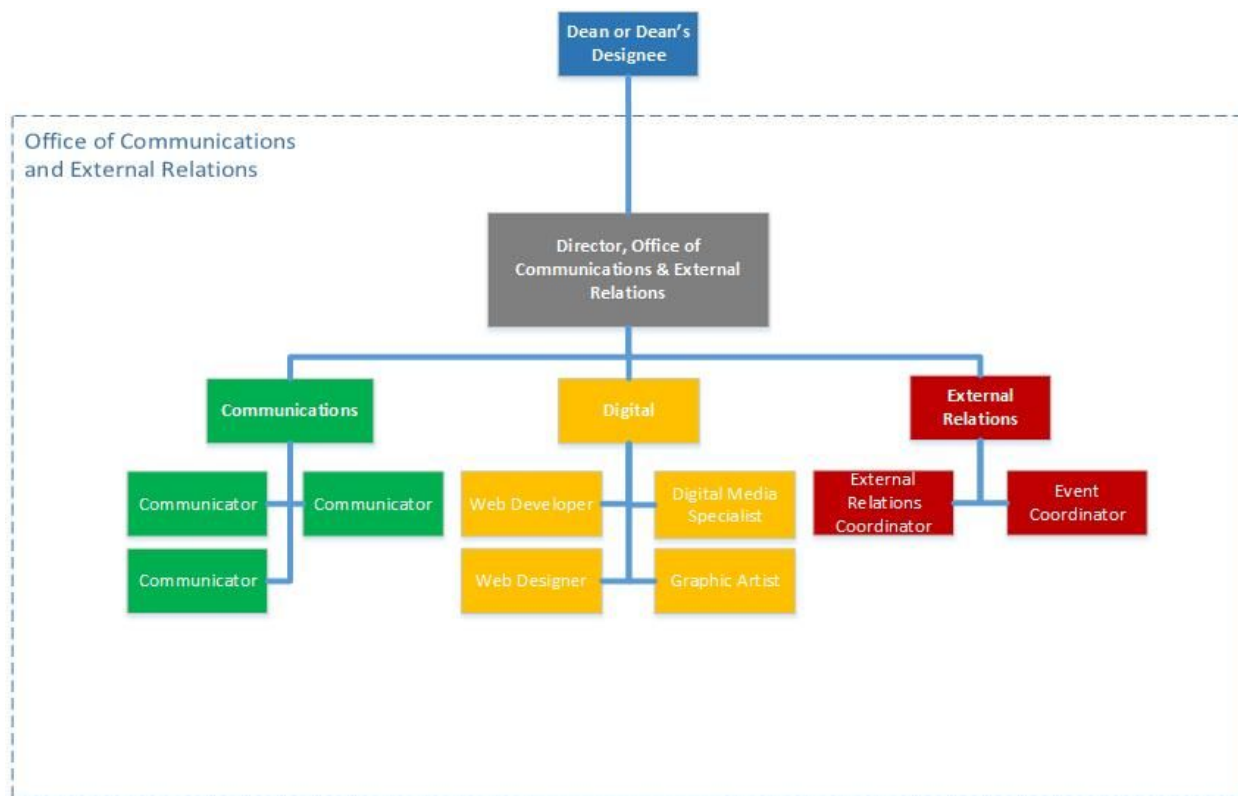 Dean or Dean’s
Designee
Office of Communications
and External Relations
Director, Office of
Communications & External
Relations
Communications
Digital
External
Relations
Communicator
Communicator
Web Developer
Digital Media
Specialist
External
Relations
Coordinator
Event
Coordinator
Communicator
Web Designer
Graphic Artist